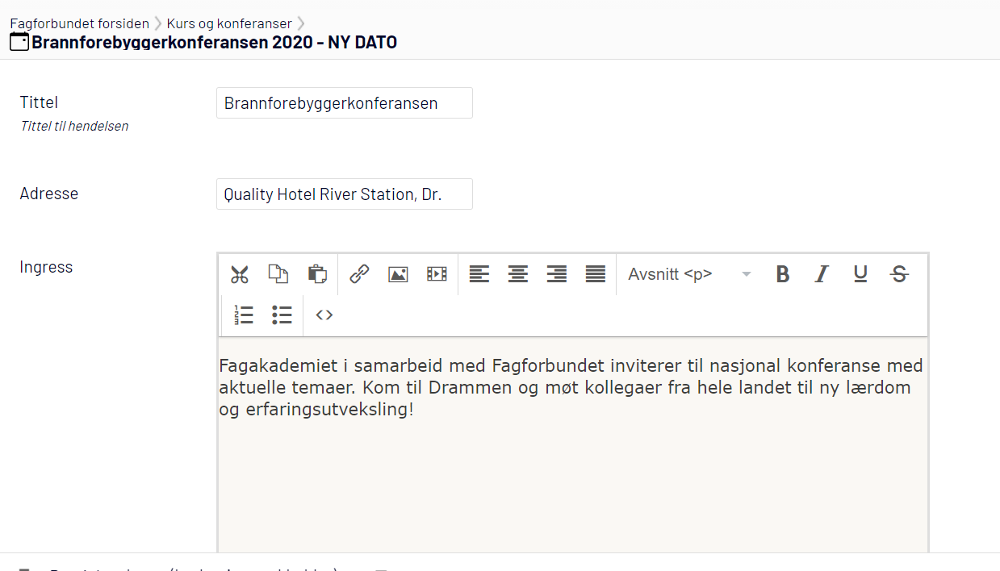 Fagforbundet forsiden Kurs og konferanser
Brannforebyggerkonferansen 2020 - NY DATO
Tittel
Brannforebyggerkonferansen
Tittel til hendelsen
Adresse
Quality Hotel River Station, Dr.
Ingress
Avsnitt <p> B I U S
Fagakademiet i samarbeid med Fagforbundet inviterer til nasjonal konferanse med
aktuelle temaer. Kom til Drammen og møt kollegaer fra hele landet til ny lærdom
og erfaringsutveksling!